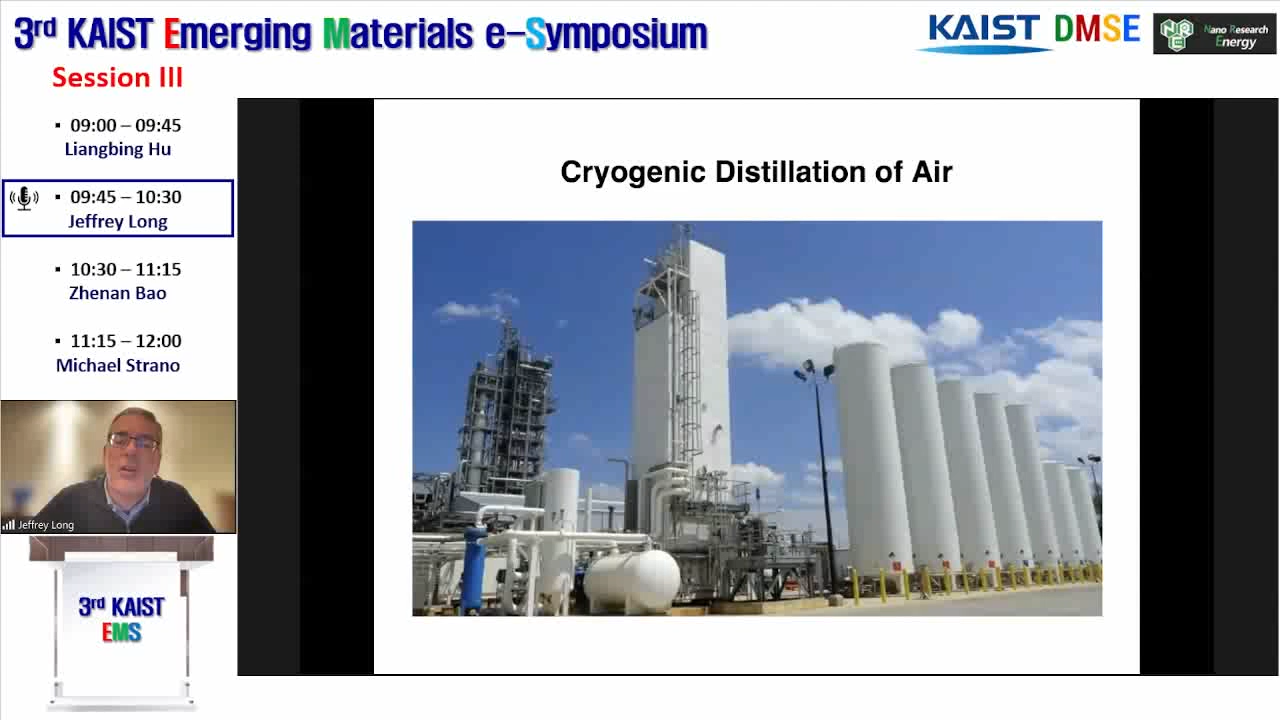 3rd KAIST Emerging Materials e-Symposium
KAIST DMSE
NRE
Nano Research
Energy
Session III
▪ 09:00 – 09:45
Liangbing Hu
▪ 09:45 – 10:30
Jeffrey Long
▪ 10:30 – 11:15
Zhenan Bao
▪ 11:15 – 12:00
Michael Strano
Cryogenic Distillation of Air
Jeffrey Long
3rd KAIST
EMS